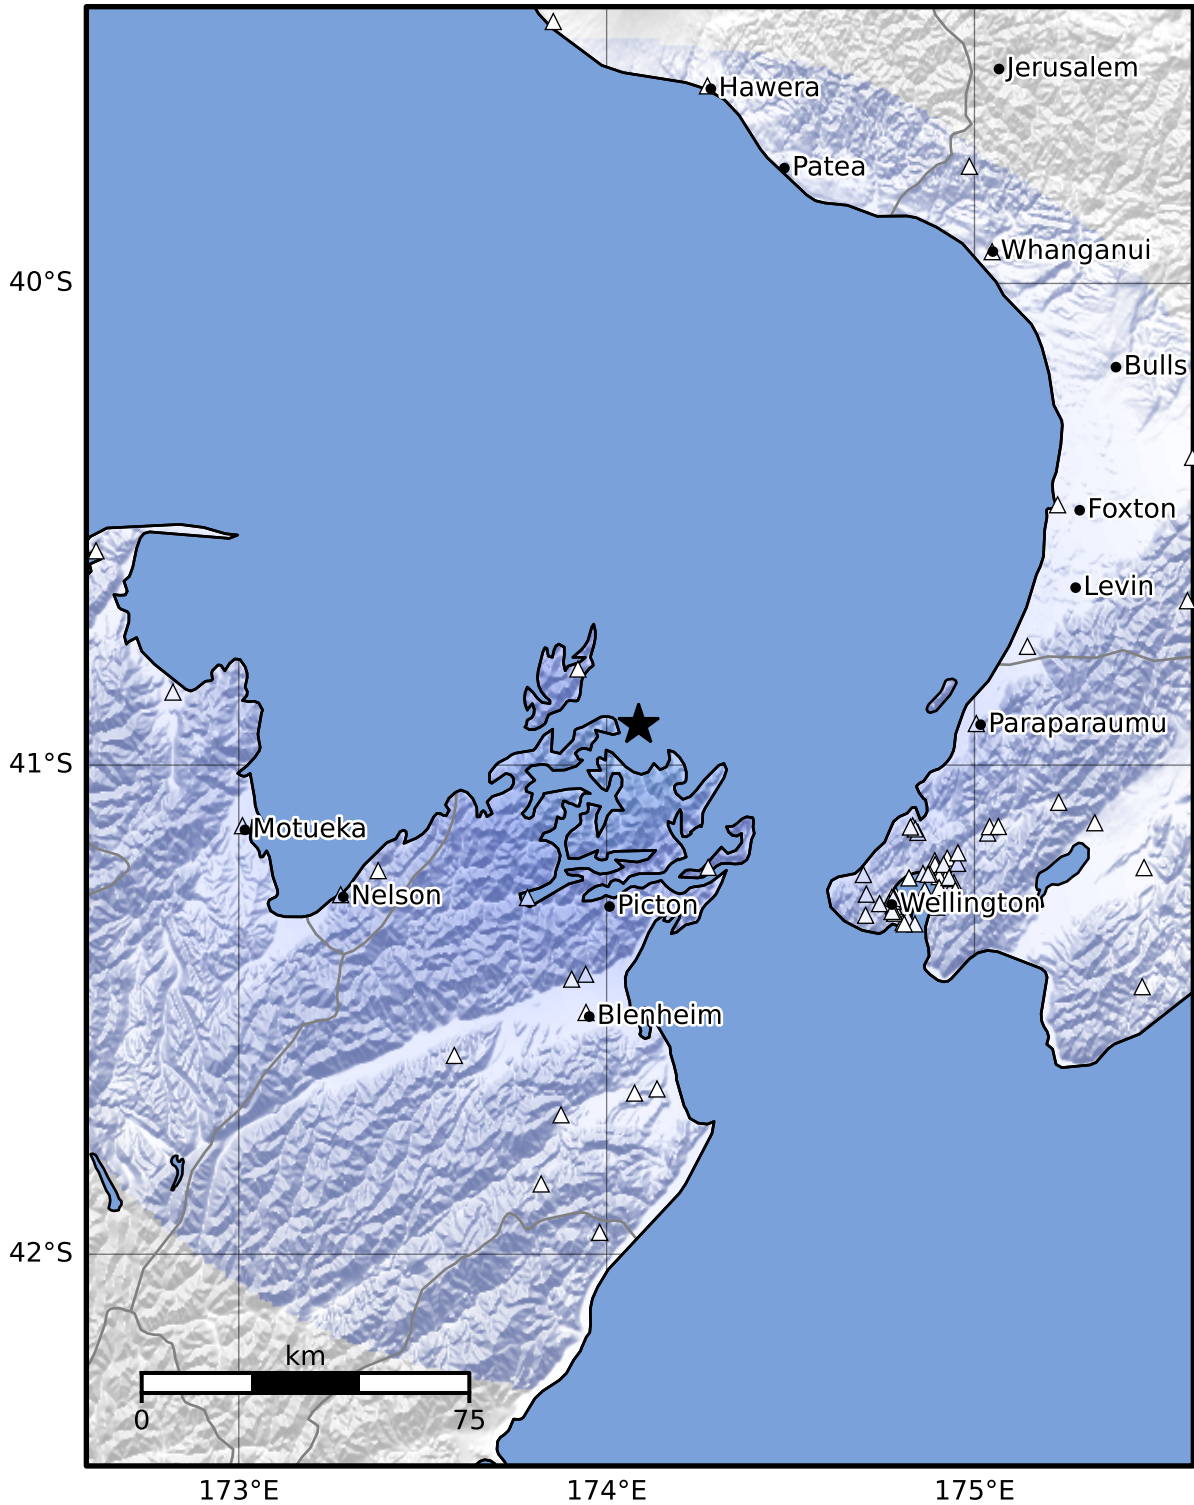 Jerusalem
Hawera
Patea
Whanganui
40°S
Bulls
Foxton
Levin
Paraparaumu
41°S
Motueka
Nelson
Picton
Wellington
Blenheim
42°S
km
0
75
173°E
174°E
175°E